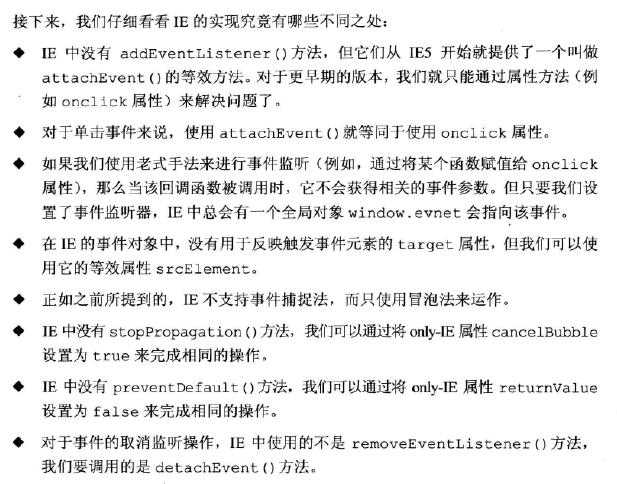 接下来，我们仔细看看 IE 的实现究竟有哪些不同之处：
◆ IE 中没有 addEventListener()方法，但它们从 IE5 开始就提供了一个叫做
attachEvent()的等效方法。对于更早期的版本，我们就只能通过属性方法（例
如 onclick 属性）来解决问题了。
◆ 对于单击事件来说，使用 attachEvent()就等同于使用 onclick 属性。
◆ 如果我们使用老式手法来进行事件监听（例如，通过将某个函数赋值给 onclick
属性），那么当该回调函数被调用时，它不会获得相关的事件参数。但只要我们设
置了事件监听器，IE 中总会有一个全局对象 window.evnet 会指向该事件。
◆ 在 IE 的事件对象中，没有用于反映触发事件元素的 target 属性，但我们可以使
用它的等效属性 srcElement。
◆ 正如之前所提到的，IE 不支持事件捕捉法，而只使用冒泡法来运作。
◆ IE 中没有 stopPropagation()方法，我们可以通过将 only-IE 属性 cancelBubble
设置为 true 来完成相同的操作。
◆ IE 中没有 preventDefault()方法，我们可以通过将 only-IE 属性 returnValue
设置为 false 来完成相同的操作。
◆ 对于事件的取消监听操作，IE 中使用的不是 removeEventListener()方法，
我们要调用的是 detachEvent()方法。